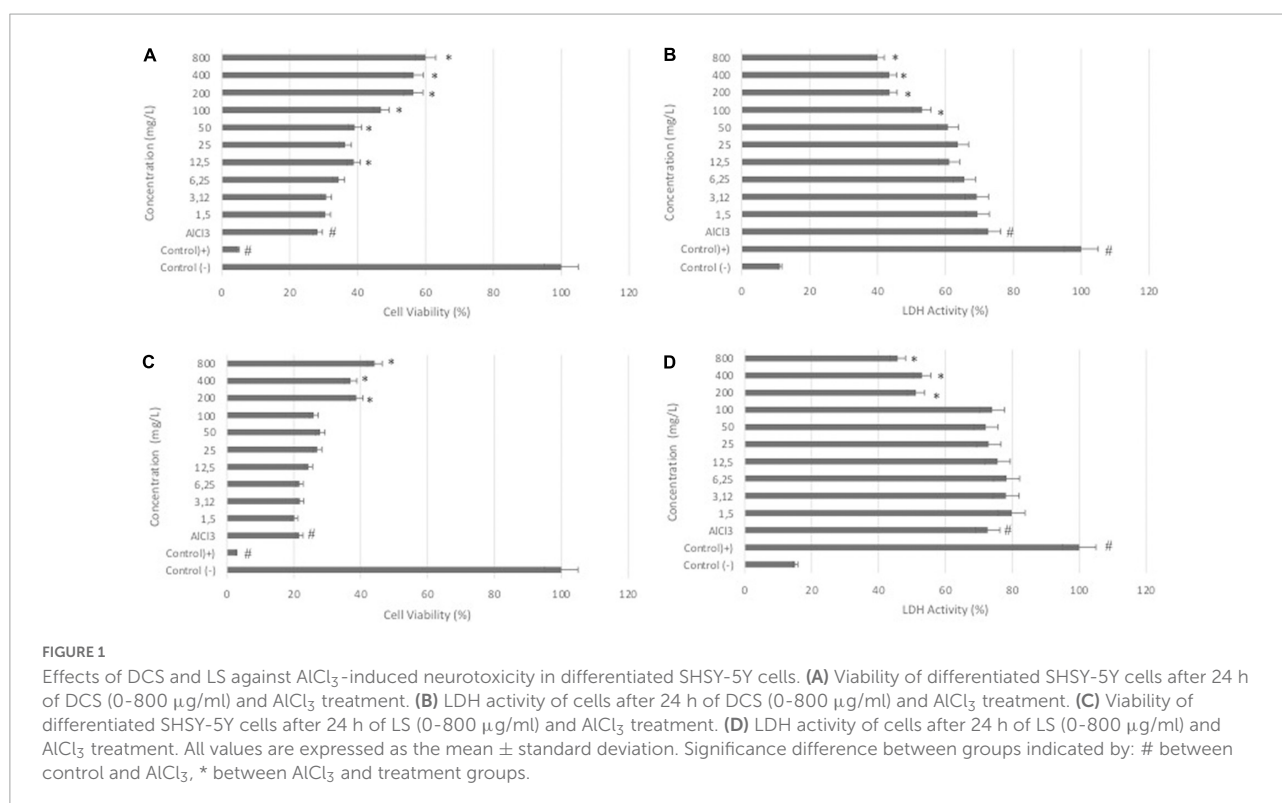 A
Concentration (mg/L)
800 *
400 *
200 *
100 *
50 *
25
12,5 *
6,25
3,12
1,5
AlCl3 #
Control)+) #
Control (-)
0 20 40 60 80 100 120
Cell Viability (%)
B
Concentration (mg/L)
800 *
400 *
200 *
100 *
50
25
12,5
6,25
3,12
1,5
AlCl3 #
Control)+) #
Control (-)
0 20 40 60 80 100 120
LDH Activity (%)
C
Concentration (mg/L)
800 *
400 *
200 *
100
50
25
12,5
6,25
3,12
1,5
AlCl3 #
Control)+) #
Control (-)
0 20 40 60 80 100 120
Cell Viability (%)
D
Concentration (mg/L)
800 *
400 *
200 *
100
50
25
12,5
6,25
3,12
1,5
AlCl3 #
Control)+) #
Control (-)
0 20 40 60 80 100 120
LDH Activity (%)
FIGURE 1
Effects of DCS and LS against AlCl₃-induced neurotoxicity in differentiated SHSY-5Y cells. (A) Viability of differentiated SHSY-5Y cells after 24 h
of DCS (0-800 μg/ml) and AlCl₃ treatment. (B) LDH activity of cells after 24 h of DCS (0-800 μg/ml) and AlCl₃ treatment. (C) Viability of
differentiated SHSY-5Y cells after 24 h of LS (0-800 μg/ml) and AlCl₃ treatment. (D) LDH activity of cells after 24 h of LS (0-800 μg/ml) and
AlCl₃ treatment. All values are expressed as the mean ± standard deviation. Significance difference between groups indicated by: # between
control and AlCl₃, * between AlCl₃ and treatment groups.